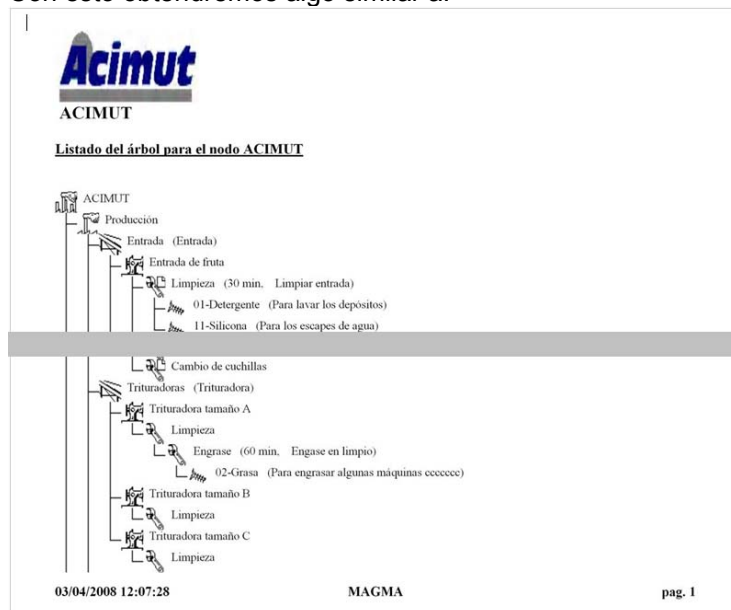 Con esto obtendremos algo similar a:
Acimut
ACIMUT
Listado del árbol para el nodo ACIMUT
ACIMUT
Producción
Entrada (Entrada)
Entrada de fruta
Limpieza (30 min, Limpiar entrada)
01-Detergente (Para lavar los depósitos)
11-Silicona (Para los escapes de agua)
Cambio de cuchillas
Trituradoras (Trituradora)
Trituradora tamaño A
Limpieza
Engrase (60 min, Engase en limpio)
02-Grasa (Para engrasar algunas máquinas ccccccc)
Trituradora tamaño B
Limpieza
Trituradora tamaño C
Limpieza
03/04/2008 12:07:28 MAGMA pag. 1